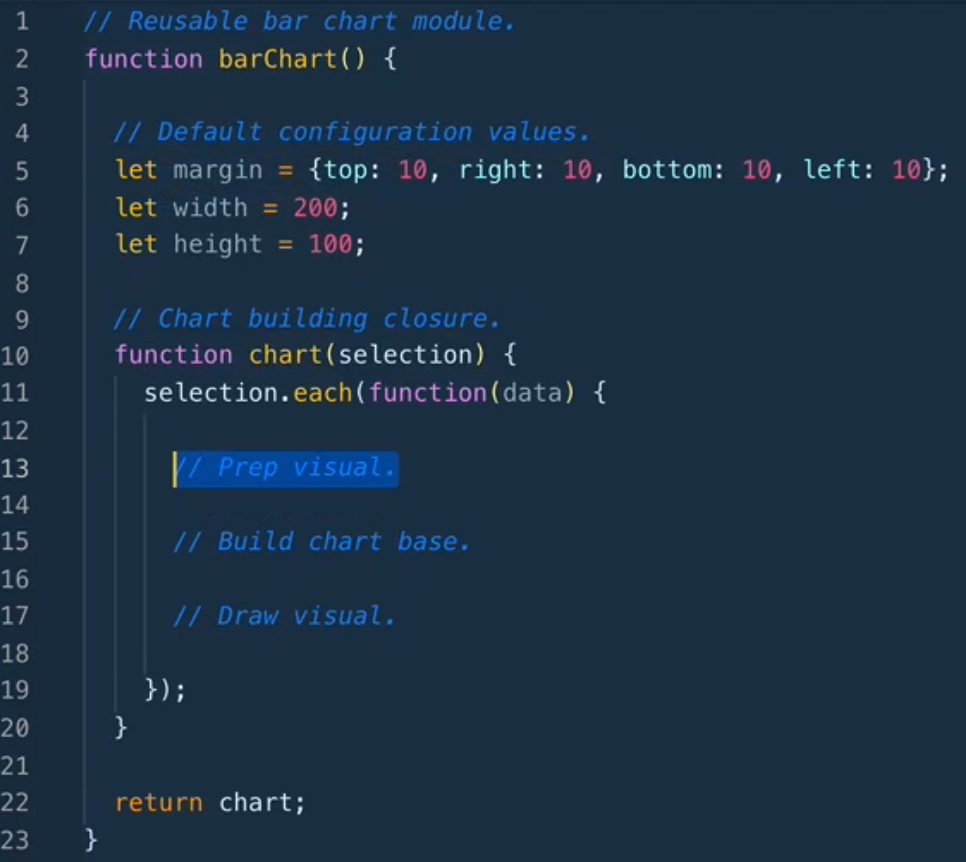 1 // Reusable bar chart module.
2 function barChart() {
3
4 // Default configuration values.
5 let margin = {top: 10, right: 10, bottom: 10, left: 10};
6 let width = 200;
7 let height = 100;
8
9 // Chart building closure.
10 function chart(selection) {
11 selection.each(function(data) {
12
13 // Prep visual.
14
15 // Build chart base.
16
17 // Draw visual.
18
19 });
20 }
21
22 return chart;
23 }